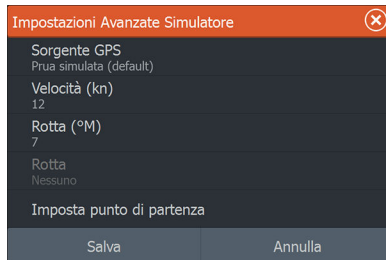 Impostazioni Avanzate Simulatore
Sorgente GPS
Prua simulata (default)
Velocità (kn)
12
Rotta (°M)
7
Rotta
Nessuno
Imposta punto di partenza
Salva Annulla